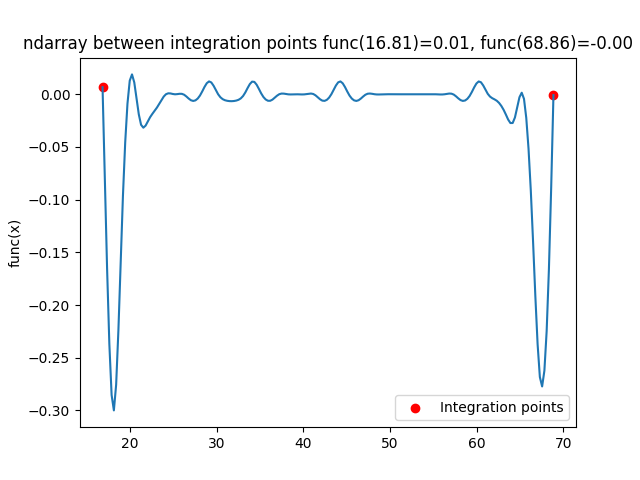 ndarray between integration points func(16.81)=0.01, func(68.86)=-0.00
0.00
−0.05
−0.10
−0.15
−0.20
−0.25
−0.30
func(x)
Integration points
20 30 40 50 60 70